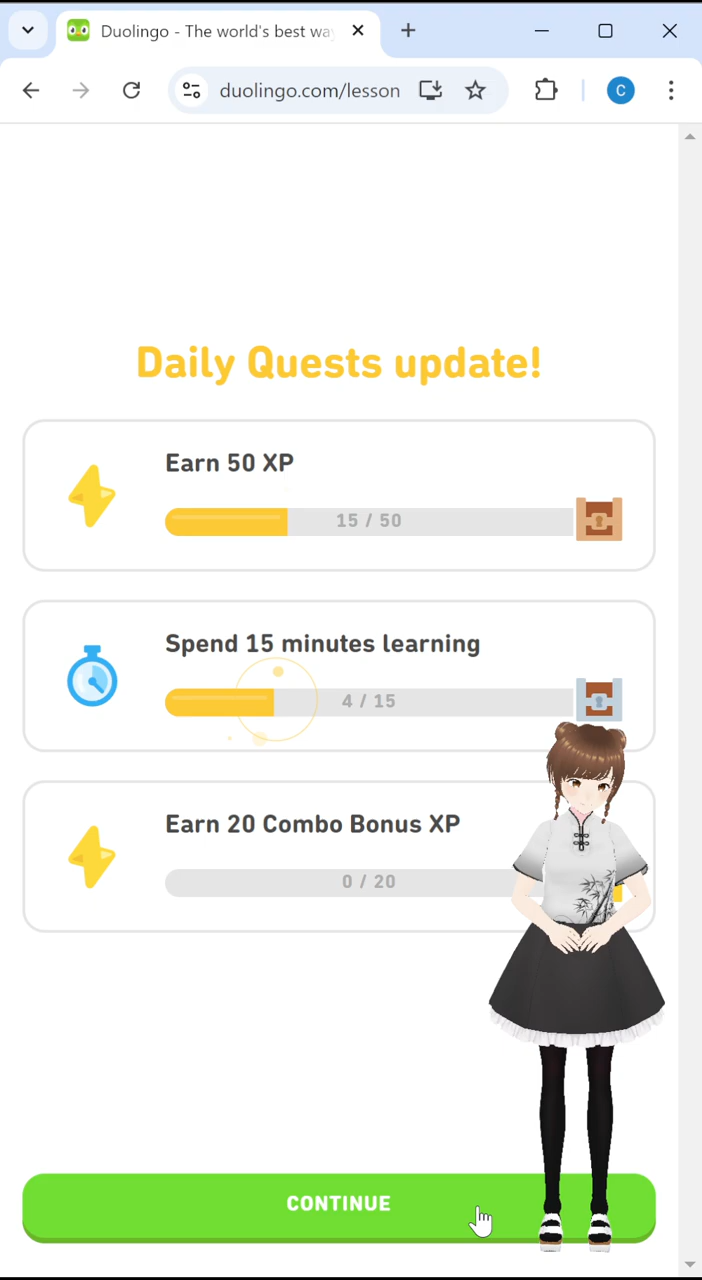 Duolingo - The world's best wa
duolingo.com/lesson
C
Daily Quests update!
Earn 50 XP
15 / 50
Spend 15 minutes learning
4 / 15
Earn 20 Combo Bonus XP
0 / 20
CONTINUE